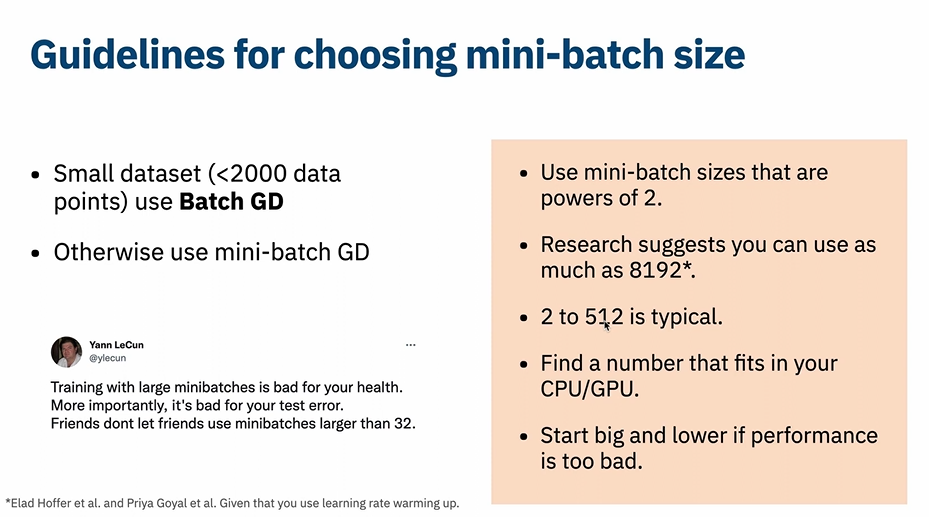 Guidelines for choosing mini-batch size
• Small dataset (<2000 data
points) use Batch GD
• Otherwise use mini-batch GD
Yann LeCun
@ylecun
...
Training with large minibatches is bad for your health.
More importantly, it's bad for your test error.
Friends dont let friends use minibatches larger than 32.
• Use mini-batch sizes that are
powers of 2.
• Research suggests you can use as
much as 8192*.
• 2 to 512 is typical.
• Find a number that fits in your
CPU/GPU.
• Start big and lower if performance
is too bad.
*Elad Hoffer et al. and Priya Goyal et al. Given that you use learning rate warming up.